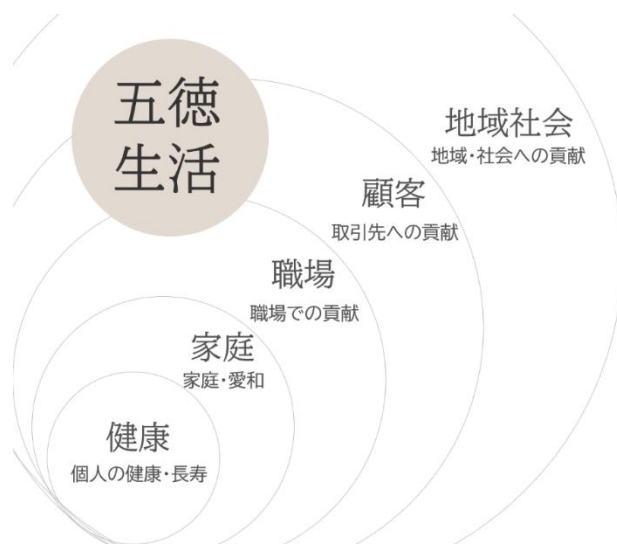 五徳
生活
地域社会
地域・社会への貢献
顧客
取引先への貢献
職場
職場での貢献
家庭
家庭・愛和
健康
個人の健康・長寿